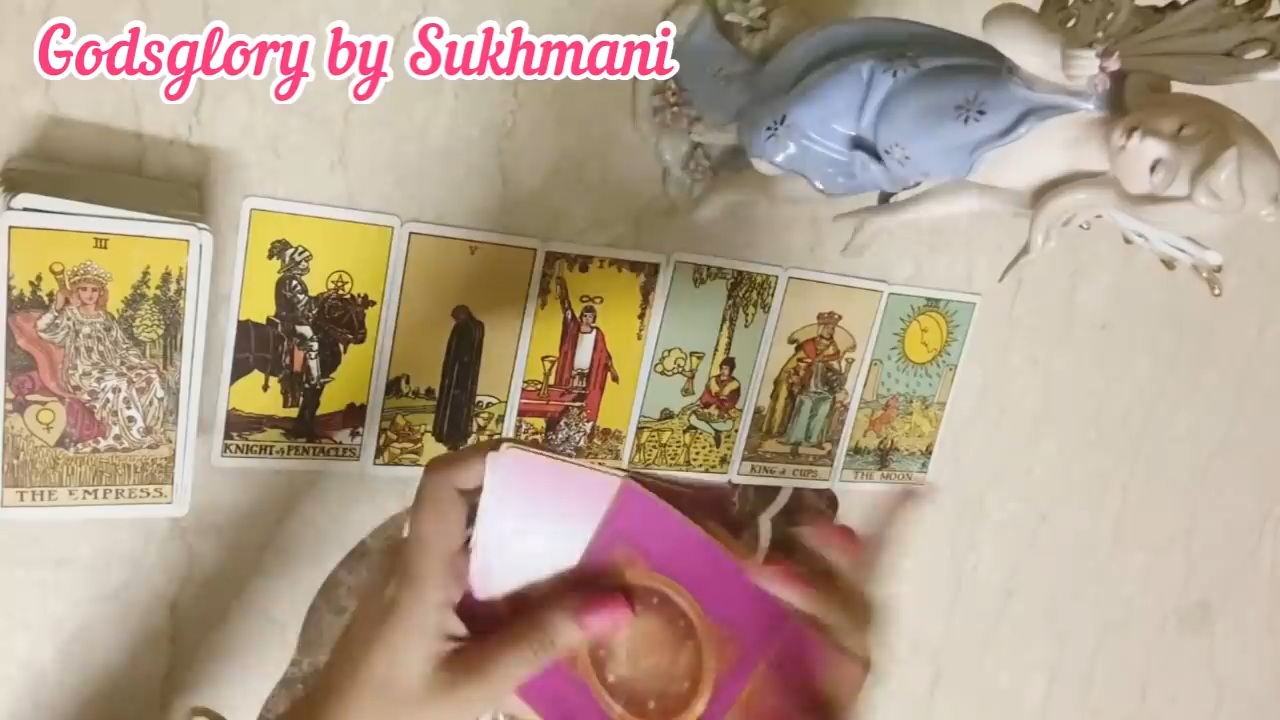 Godsglory by Sukhmani
III
THE EMPRESS.
KNIGHT of PENTACLES.
V
KING of CUPS.
THE MOON.